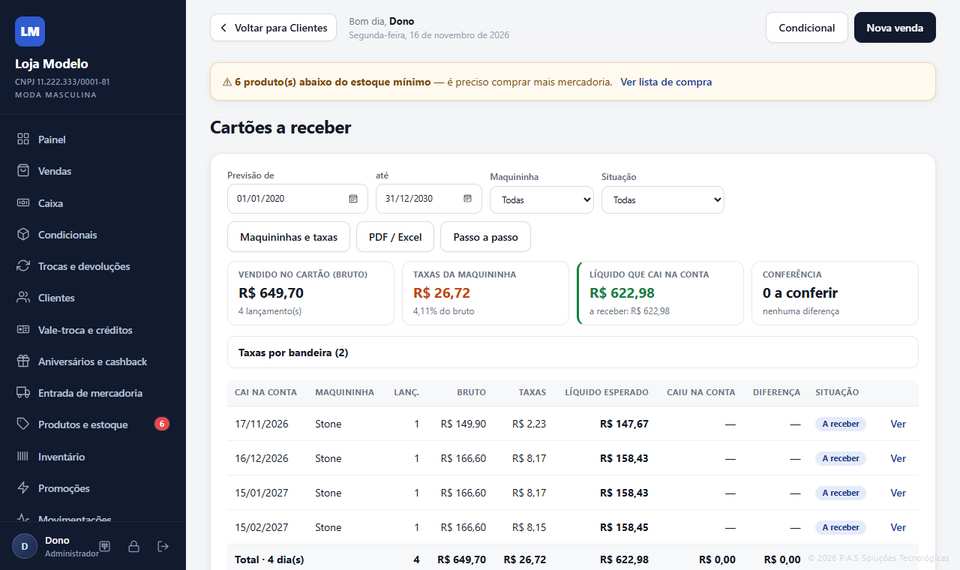 LM
Loja Modelo
CNPJ 11.222.333/0001-81
MODA MASCULINA
Painel
Vendas
Caixa
Condicionais
Trocas e devoluções
Clientes
Vale-troca e créditos
Aniversários e cashback
Entrada de mercadoria
Produtos e estoque 6
Inventário
Promoções
Movimentações
D
Dono
Administrador
Voltar para Clientes
Bom dia, Dono
Segunda-feira, 16 de novembro de 2026
Condicional
Nova venda
⚠ 6 produto(s) abaixo do estoque mínimo — é preciso comprar mais mercadoria. Ver lista de compra
Cartões a receber
Previsão de até Maquininha Situação
01/01/2020 31/12/2030 Todas Todas
Maquininhas e taxas PDF / Excel Passo a passo
VENDIDO NO CARTÃO (BRUTO)
R$ 649,70
4 lançamento(s)
TAXAS DA MAQUININHA
R$ 26,72
4,11% do bruto
LÍQUIDO QUE CAI NA CONTA
R$ 622,98
a receber: R$ 622,98
CONFERÊNCIA
0 a conferir
nenhuma diferença
Taxas por bandeira (2)
CAI NA CONTA MAQUININHA LANÇ. BRUTO TAXAS LÍQUIDO ESPERADO CAIU NA CONTA DIFERENÇA SITUAÇÃO
17/11/2026 Stone 1 R$ 149,90 R$ 2,23 R$ 147,67 — — A receber Ver
16/12/2026 Stone 1 R$ 166,60 R$ 8,17 R$ 158,43 — — A receber Ver
15/01/2027 Stone 1 R$ 166,60 R$ 8,17 R$ 158,43 — — A receber Ver
15/02/2027 Stone 1 R$ 166,60 R$ 8,15 R$ 158,45 — — A receber Ver
Total · 4 dia(s) 4 R$ 649,70 R$ 26,72 R$ 622,98 R$ 0,00 R$ 0,00
© 2026 P.A.S Soluções Tecnológicas